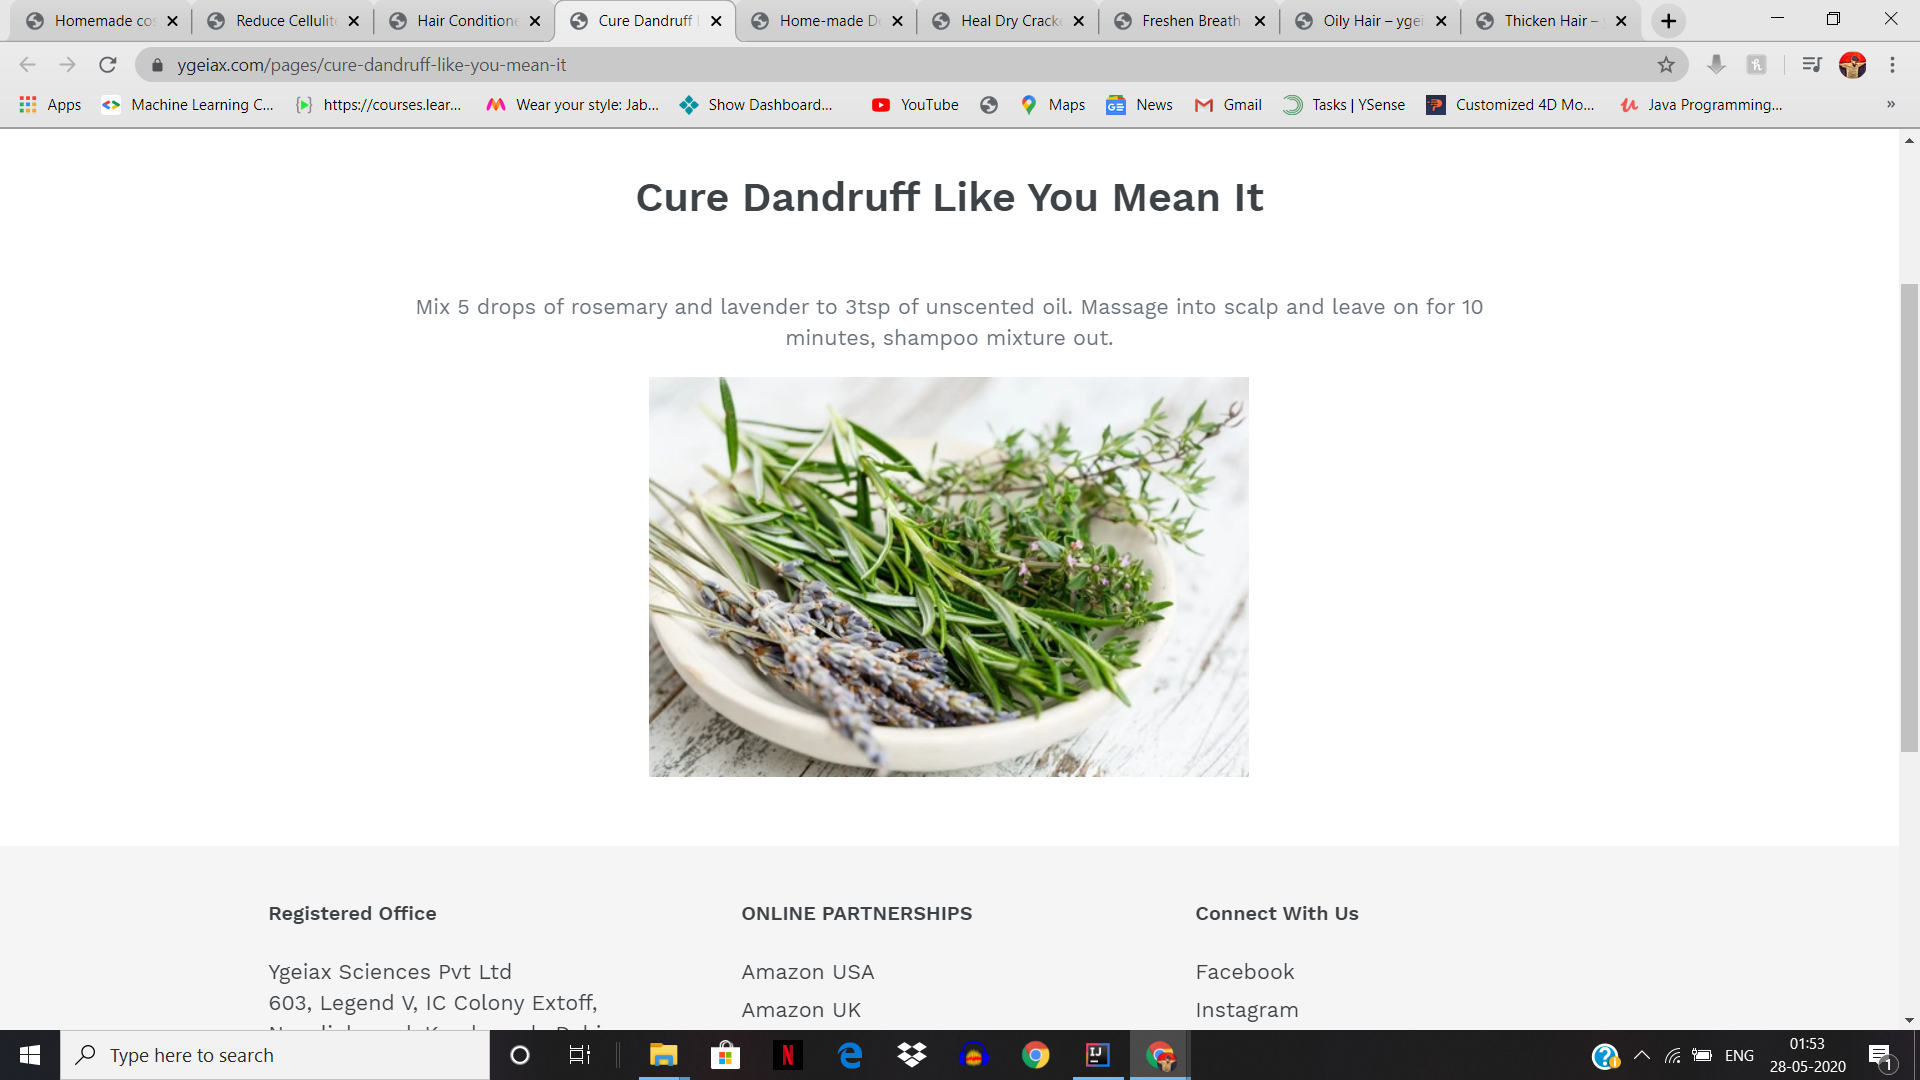 Homemade cos
Reduce Cellulit
Hair Conditione
Cure Dandruff
Home-made D
Heal Dry Crack
Freshen Breath
Oily Hair – ygei
Thicken Hair –
ygeiax.com/pages/cure-dandruff-like-you-mean-it
Apps
Machine Learning C...
https://courses.lear...
Wear your style: Jab...
Show Dashboard...
YouTube
Maps
News
Gmail
Tasks | YSense
Customized 4D Mo...
Java Programming...
»
Cure Dandruff Like You Mean It
Mix 5 drops of rosemary and lavender to 3tsp of unscented oil. Massage into scalp and leave on for 10
minutes, shampoo mixture out.
Registered Office
ONLINE PARTNERSHIPS
Connect With Us
Ygeiax Sciences Pvt Ltd
603, Legend V, IC Colony Extoff,
Amazon USA
Amazon UK
Facebook
Instagram
Type here to search
ENG
01:53
28-05-2020
1